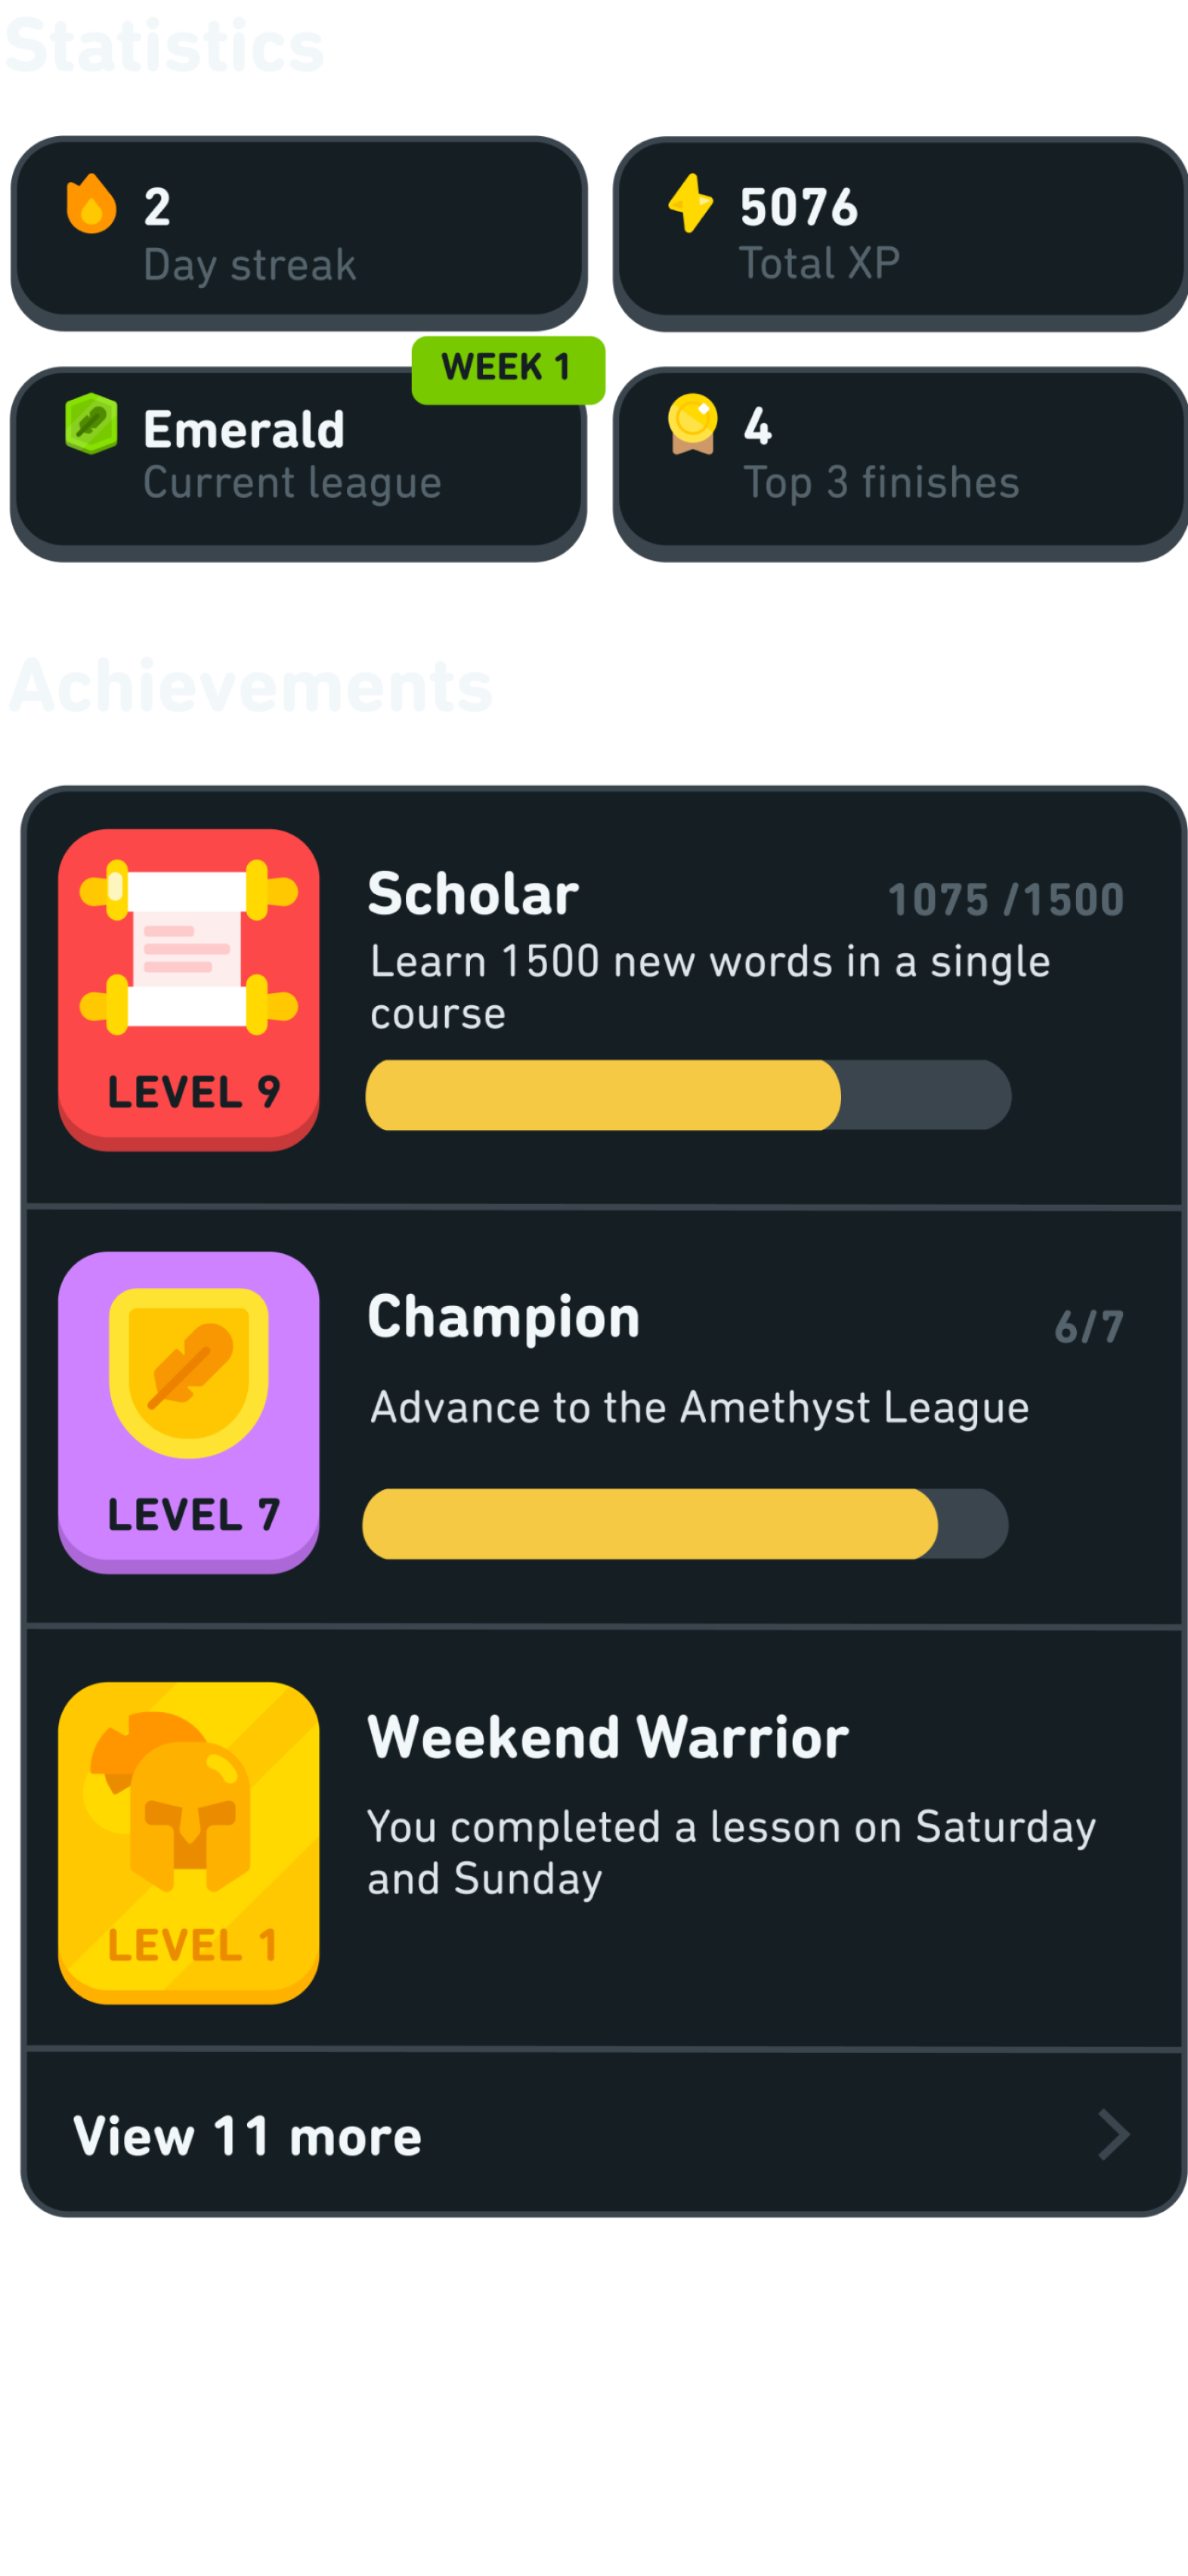 Statistics
2
Day streak
5076
Total XP
WEEK 1
Emerald
Current league
4
Top 3 finishes
Achievements
LEVEL 9
Scholar
1075 /1500
Learn 1500 new words in a single
course
LEVEL 7
Champion
6/7
Advance to the Amethyst League
LEVEL 1
Weekend Warrior
You completed a lesson on Saturday
and Sunday
View 11 more